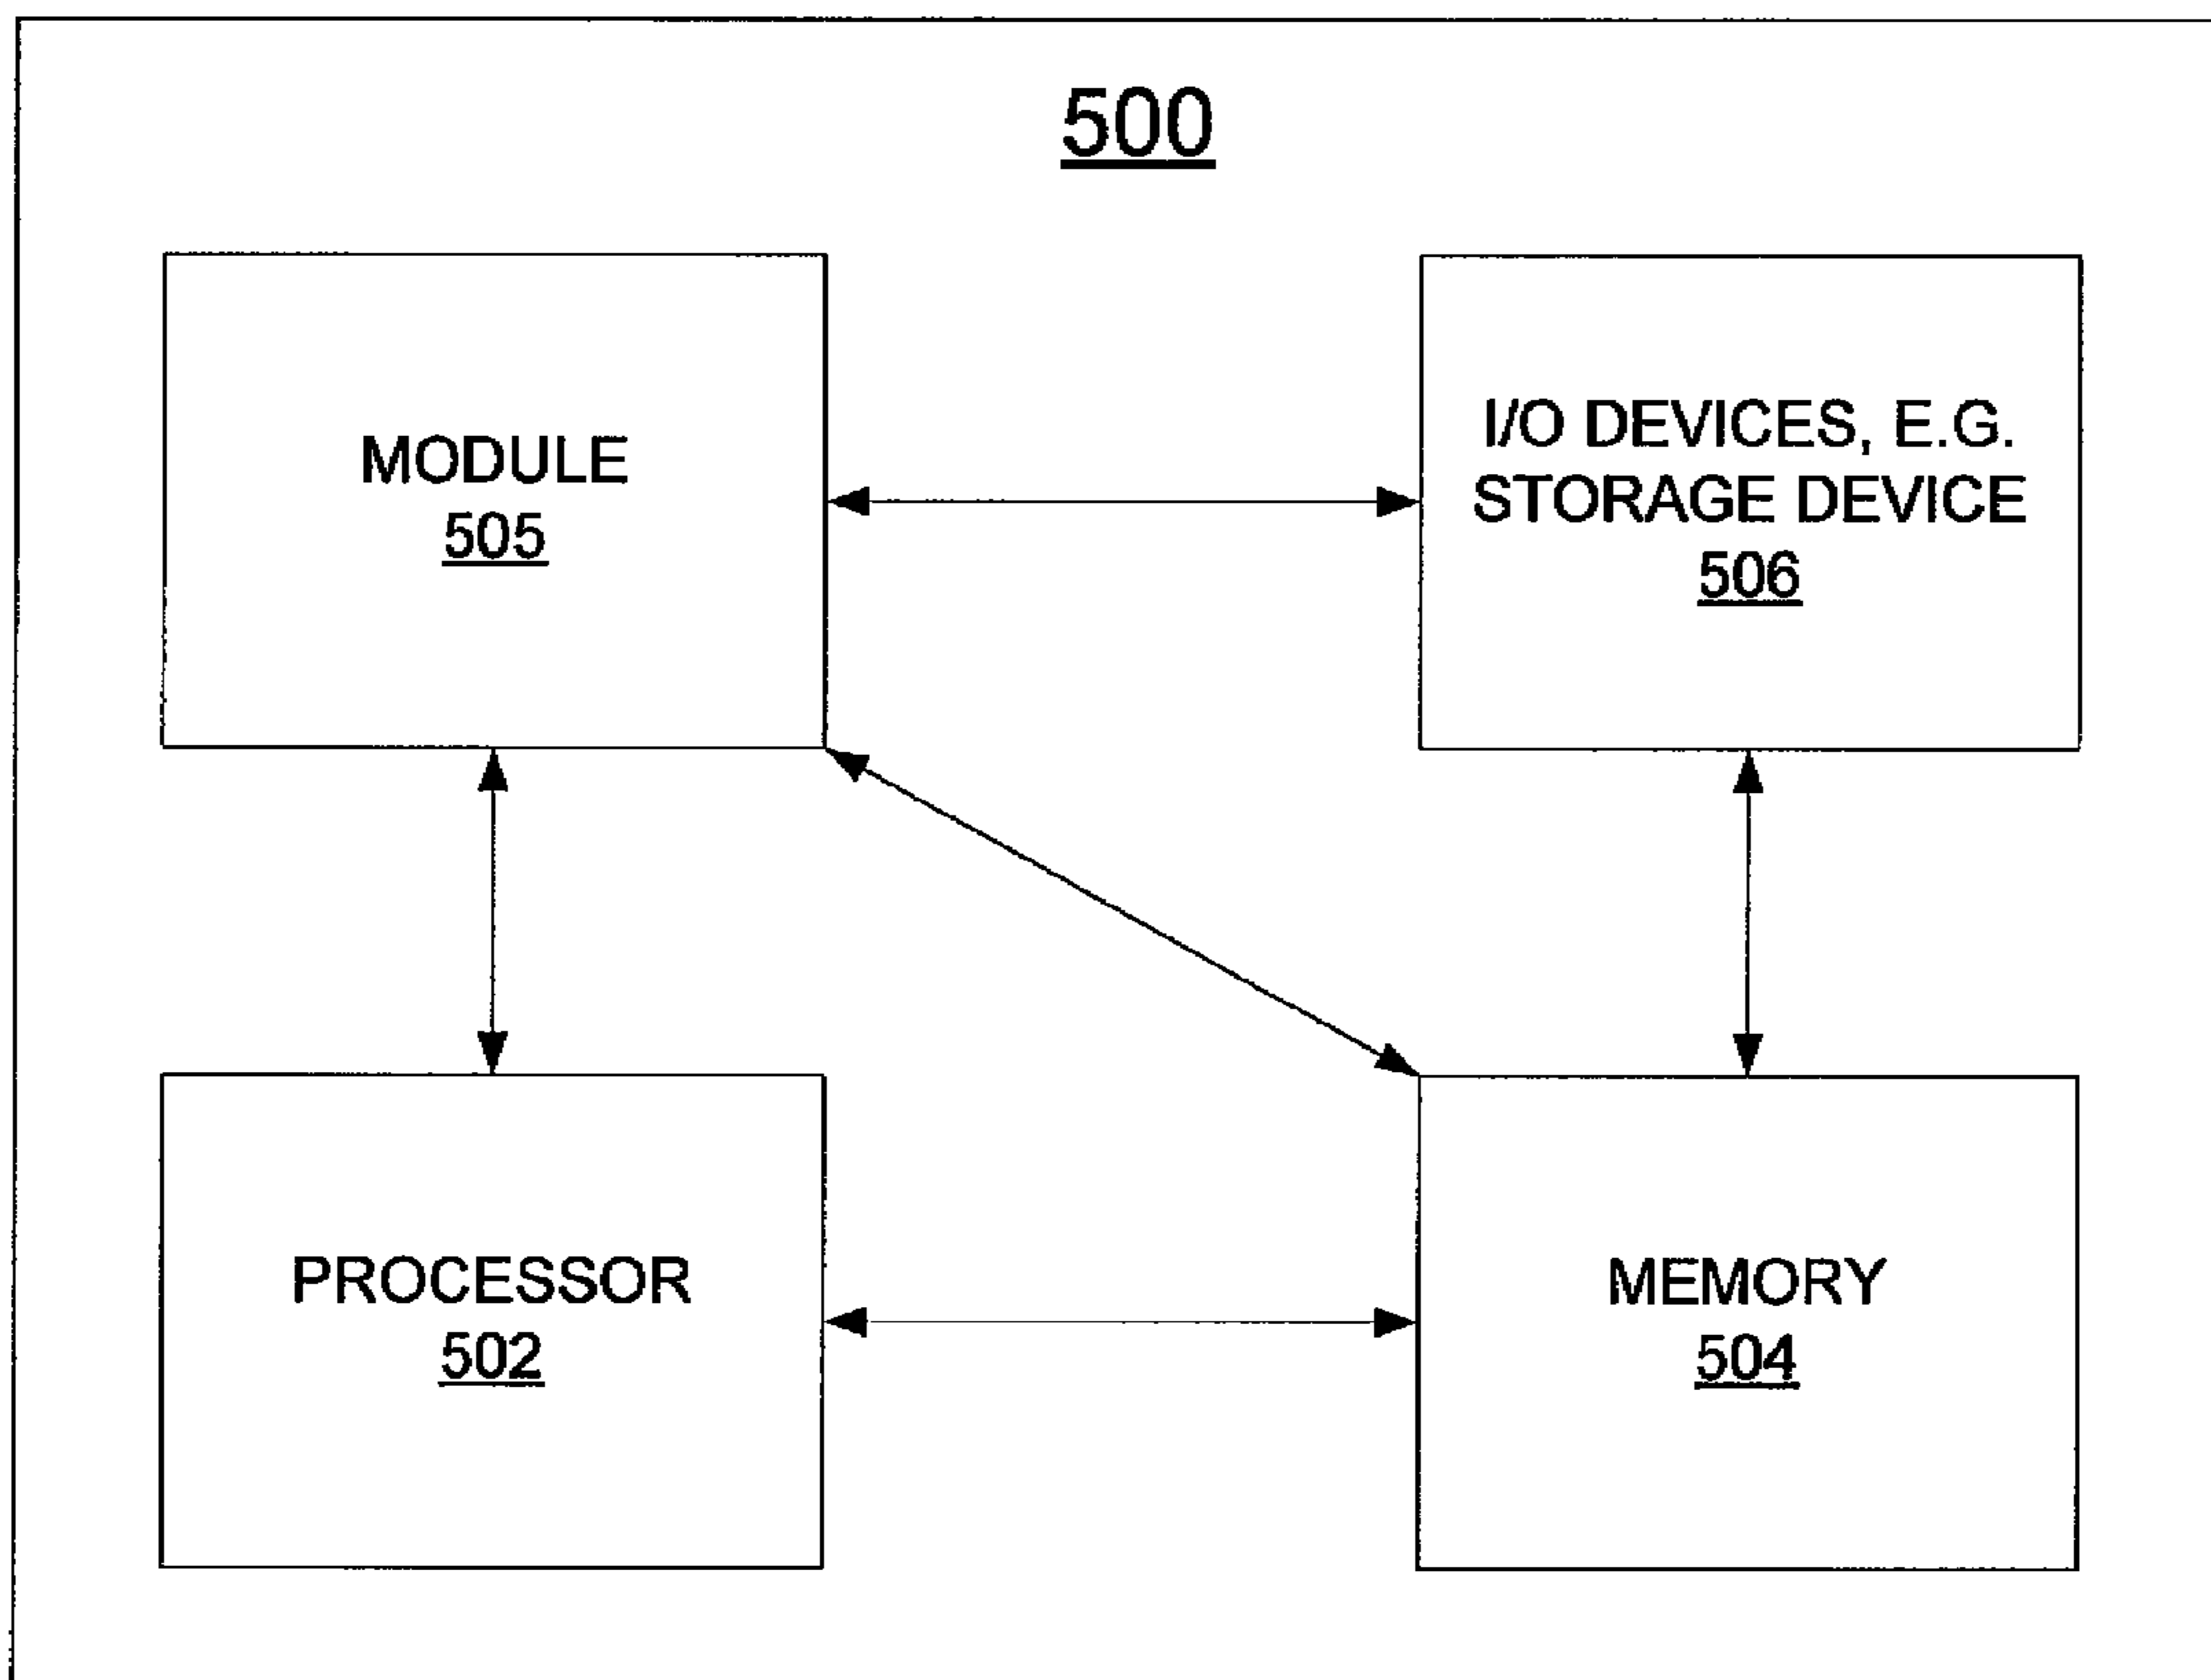 500
MODULE
505
I/O DEVICES, E.G.
STORAGE DEVICE
506
PROCESSOR
502
MEMORY
504